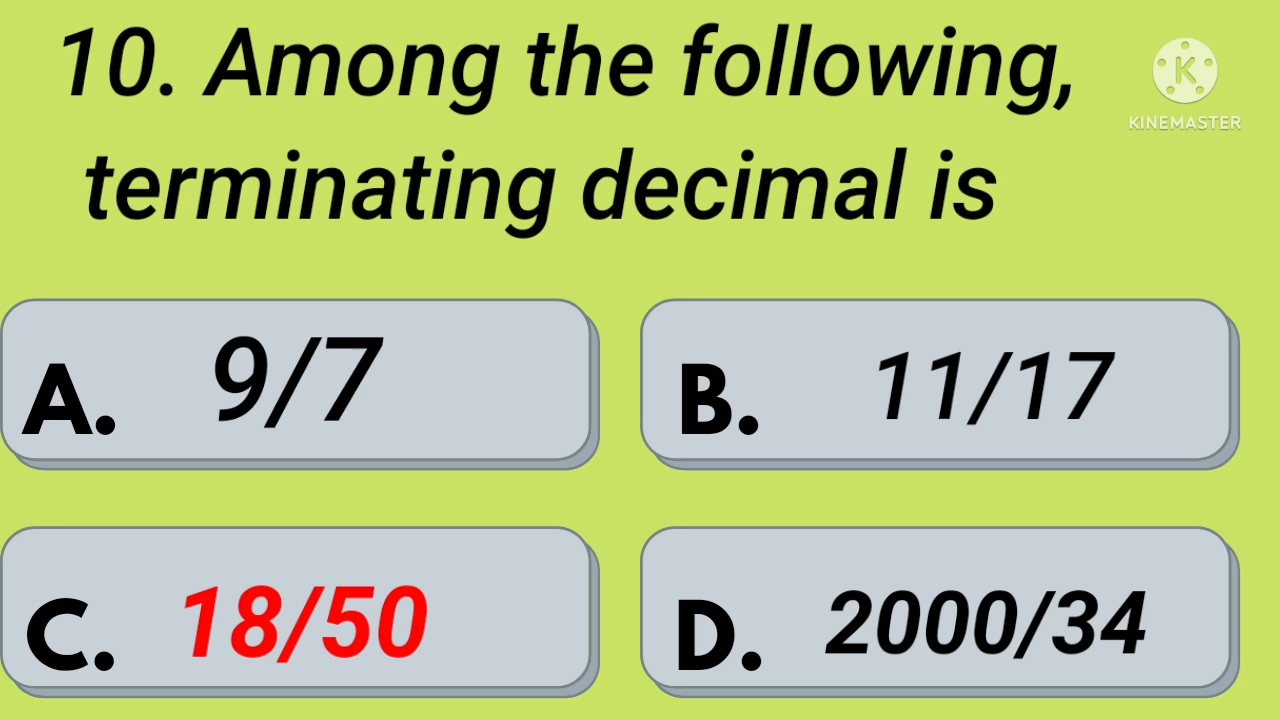 10. Among the following,
KINEMASTER
terminating decimal is
A. 9/7
B. 11/17
C. 18/50
D. 2000/34